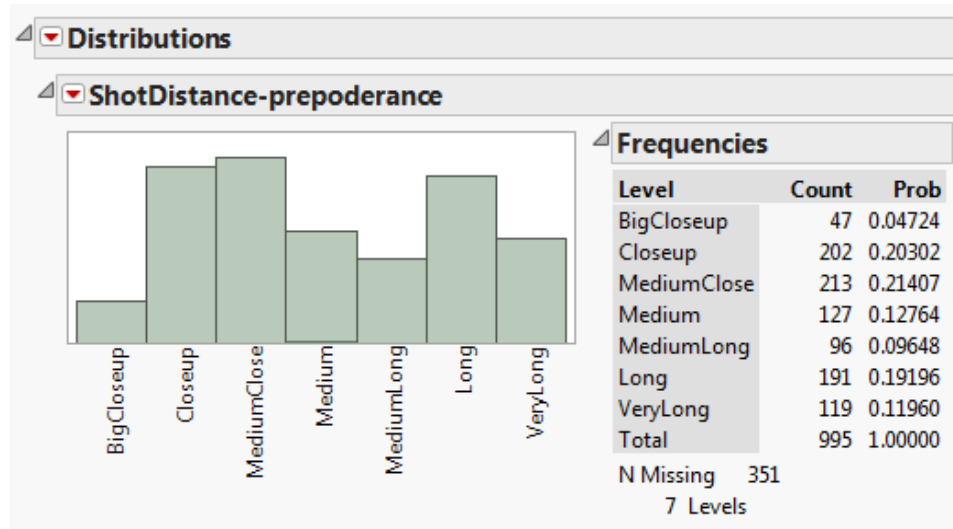 Distributions
ShotDistance-prepoderance
BigCloseup
Closeup
MediumClose
Medium
MediumLong
Long
VeryLong
Frequencies
Level Count Prob
BigCloseup 47 0.04724
Closeup 202 0.20302
MediumClose 213 0.21407
Medium 127 0.12764
MediumLong 96 0.09648
Long 191 0.19196
VeryLong 119 0.11960
Total 995 1.00000
N Missing 351
7 Levels